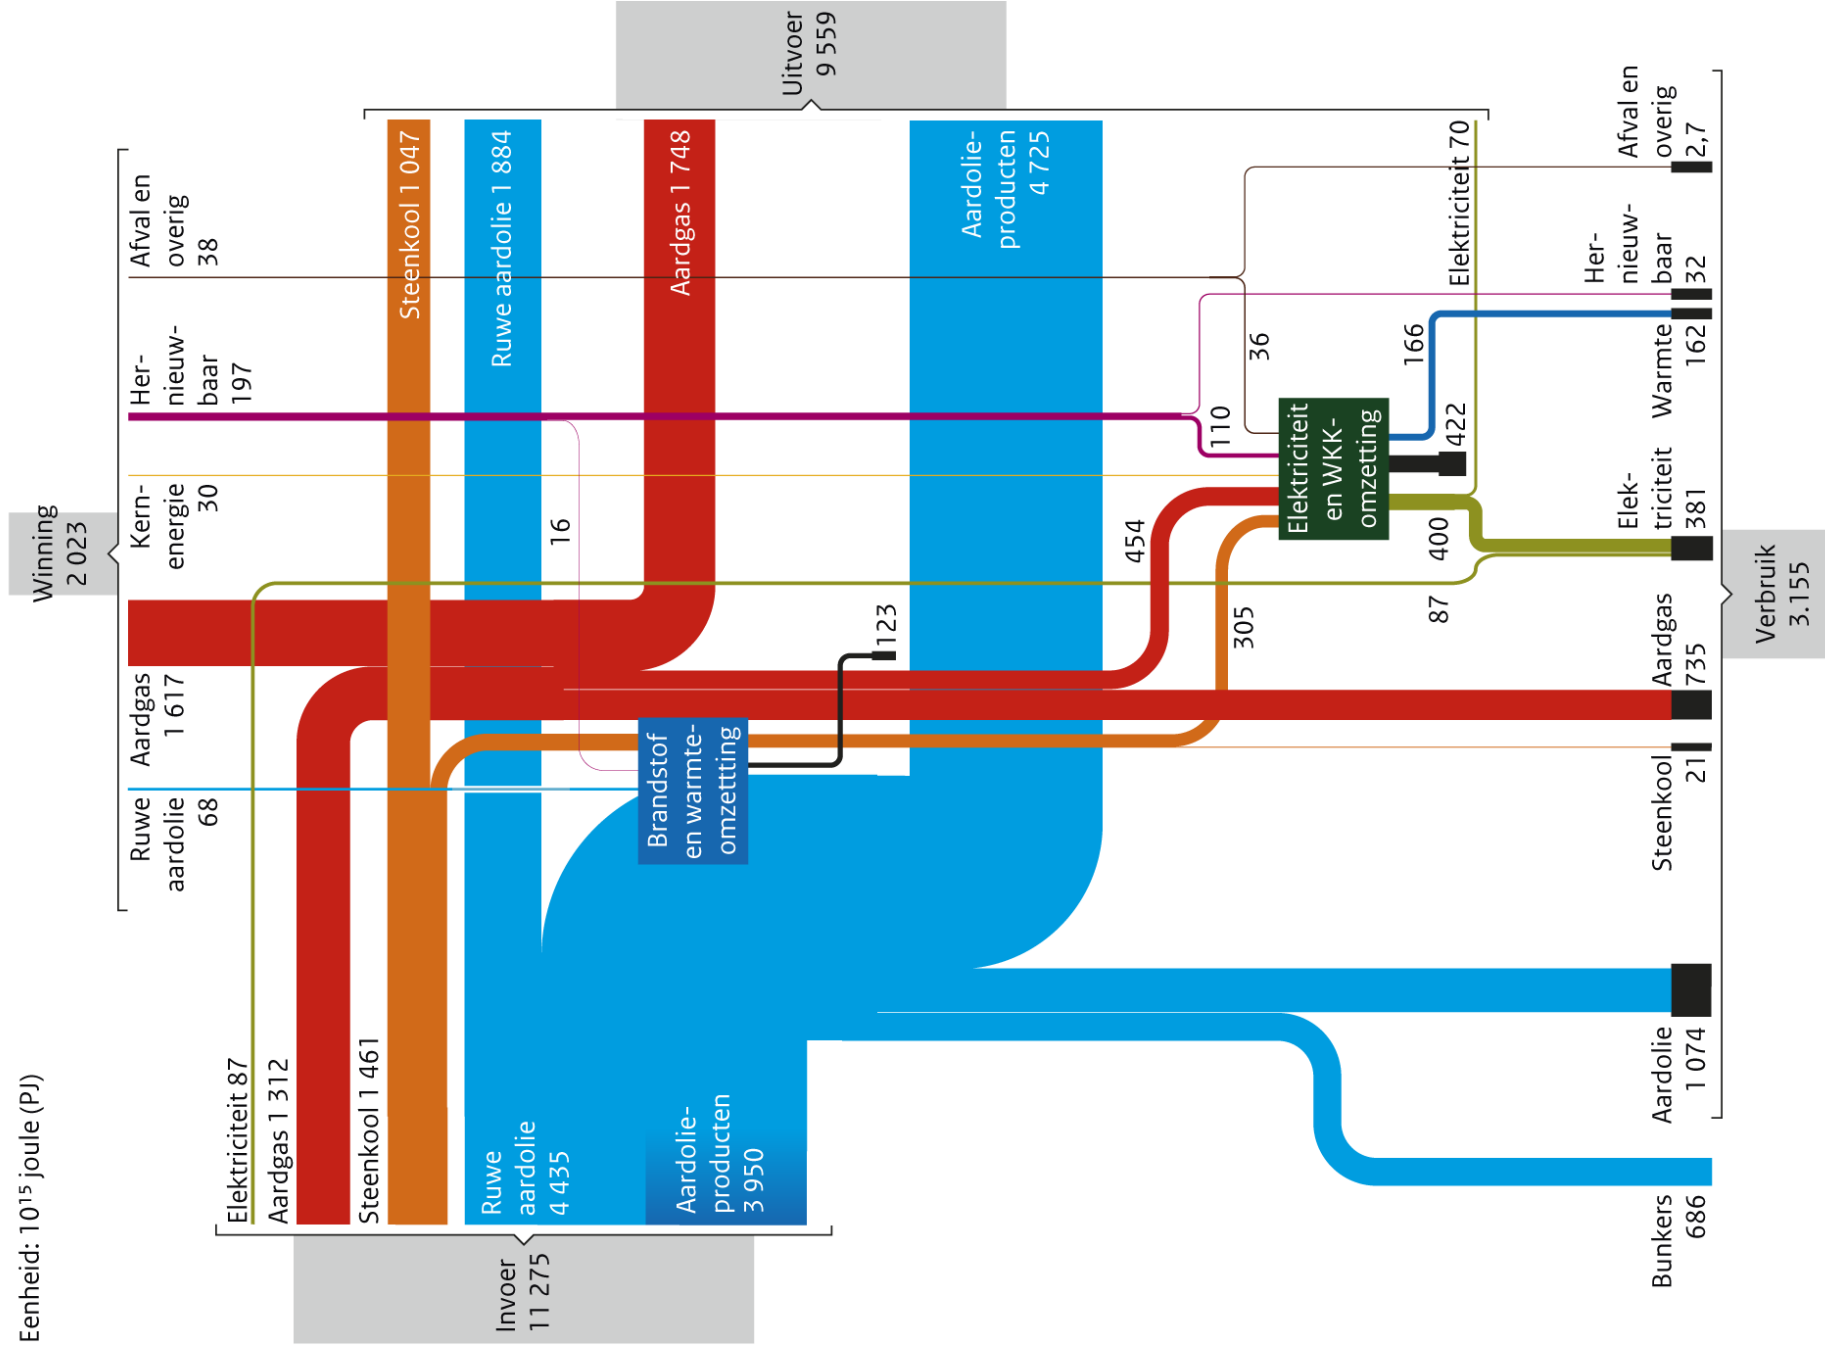 Eenheid: 10¹⁵ joule (PJ)
Winning
2 023
Ruwe
aardolie
68
Aardgas
1 617
Kern-
energie
30
Her-
nieuw-
baar
197
Afval en
overig
38
Invoer
11 275
Elektriciteit 87
Aardgas 1 312
Steenkool 1 461
Ruwe
aardolie
4 435
Aardolie-
producten
3 950
Uitvoer
9 559
Steenkool 1 047
Ruwe aardolie 1 884
Aardgas 1 748
Aardolie-
producten
4 725
Elektriciteit 70
16
Brandstof
en warmte-
omzettting
123
454
305
110
36
Elektriciteit
en WKK-
omzetting
87
400
422
166
Bunkers
686
Aardolie
1 074
Steenkool
21
Aardgas
735
Elek-
triciteit
381
Warmte
162
Her-
nieuw-
baar
32
Afval en
overig
2,7
Verbruik
3.155